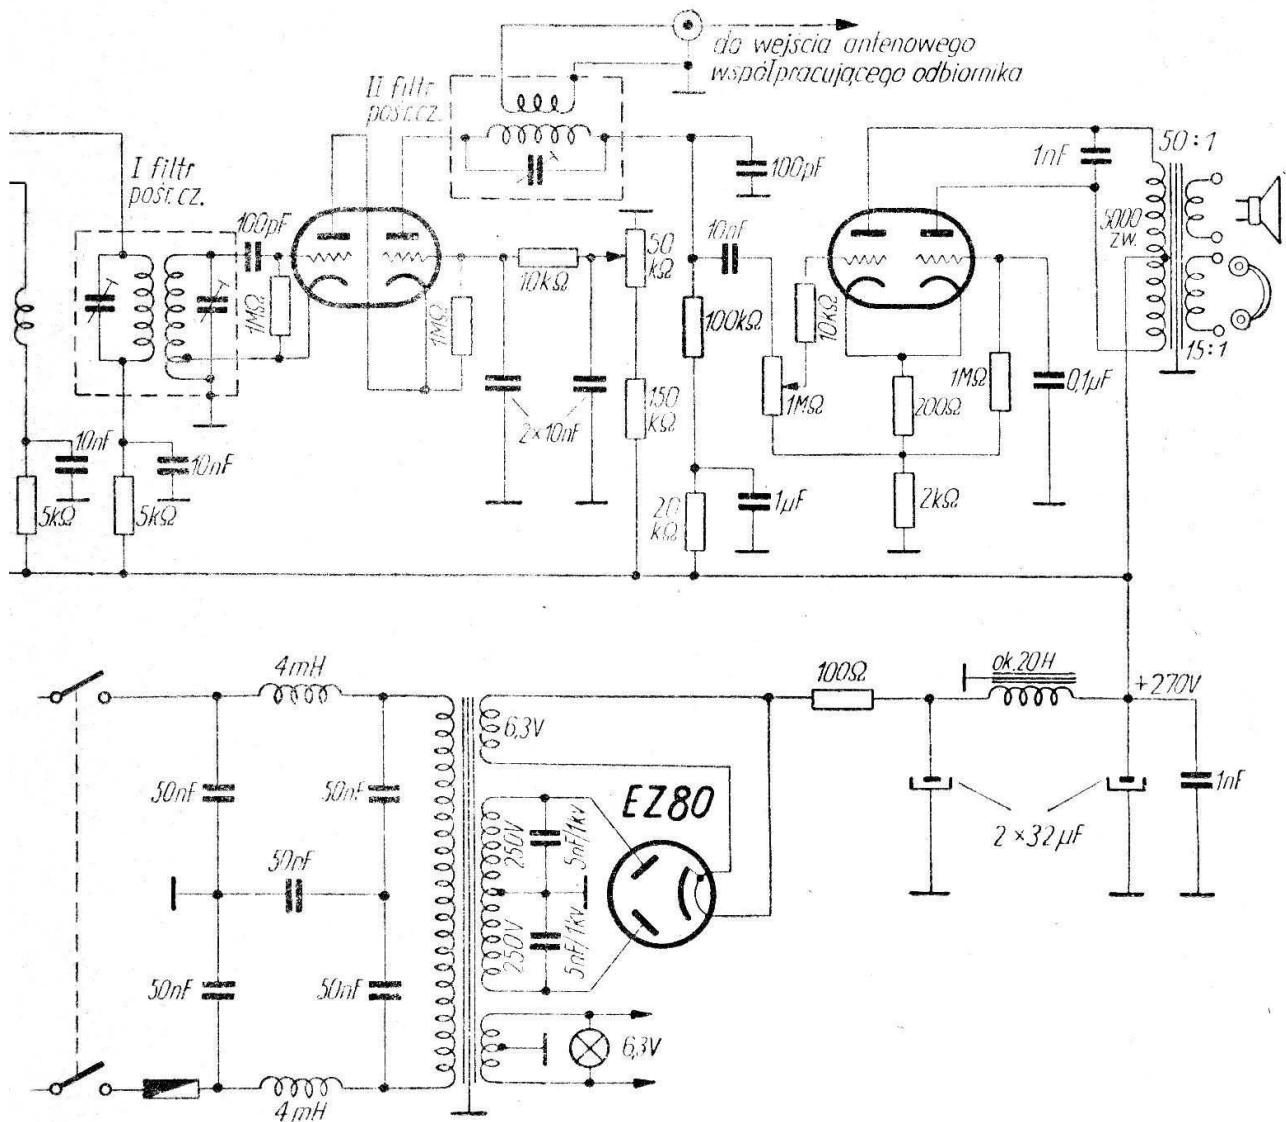 do wejścia antenowego
współpracującego odbiornika
II filtr
pośr.cz.
I filtr
pośr. cz.
100pF
1MΩ
1MΩ
10kΩ
50
kΩ
150
kΩ
2×10nF
10nF
10nF
5kΩ
5kΩ
100pF
10nF
100kΩ
20
kΩ
1µF
1MΩ
10kΩ
200Ω
2kΩ
1MΩ
0,1µF
1nF
50:1
5000
zw.
15:1
4mH
50nF
50nF
50nF
50nF
50nF
4mH
6,3V
250V
5nF/1kV
250V
5nF/1kV
EZ80
6,3V
100Ω
ok.20H
+270V
2×32µF
1nF